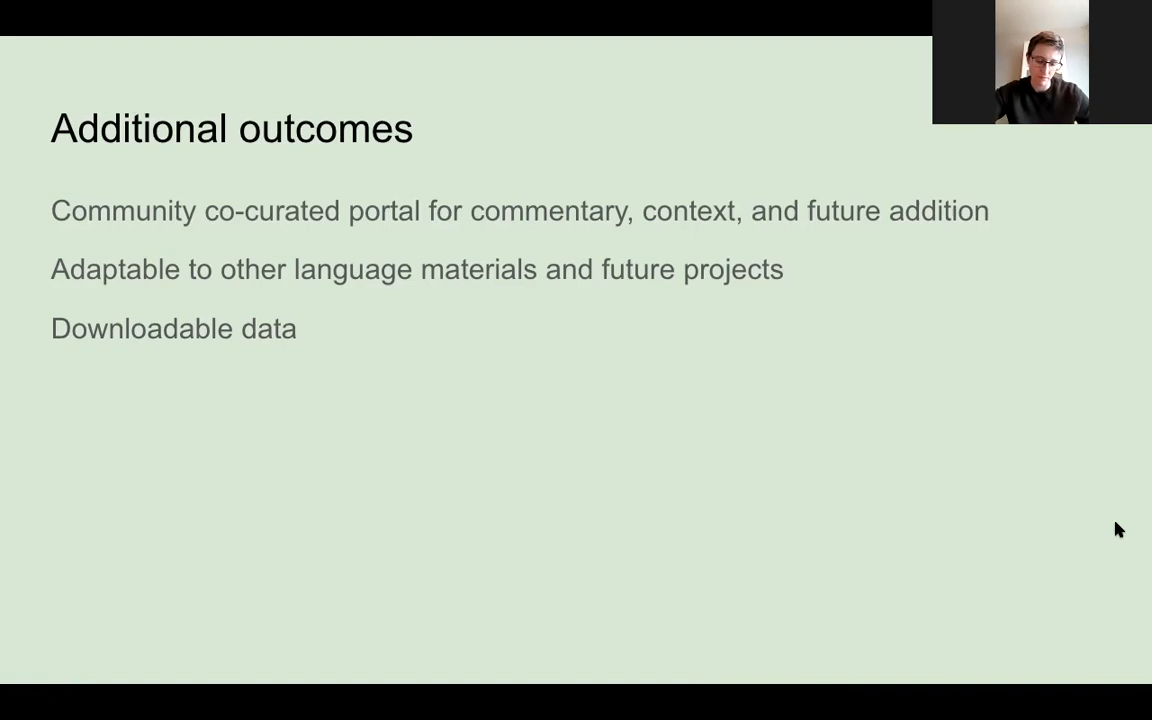 Additional outcomes
Community co-curated portal for commentary, context, and future addition
Adaptable to other language materials and future projects
Downloadable data